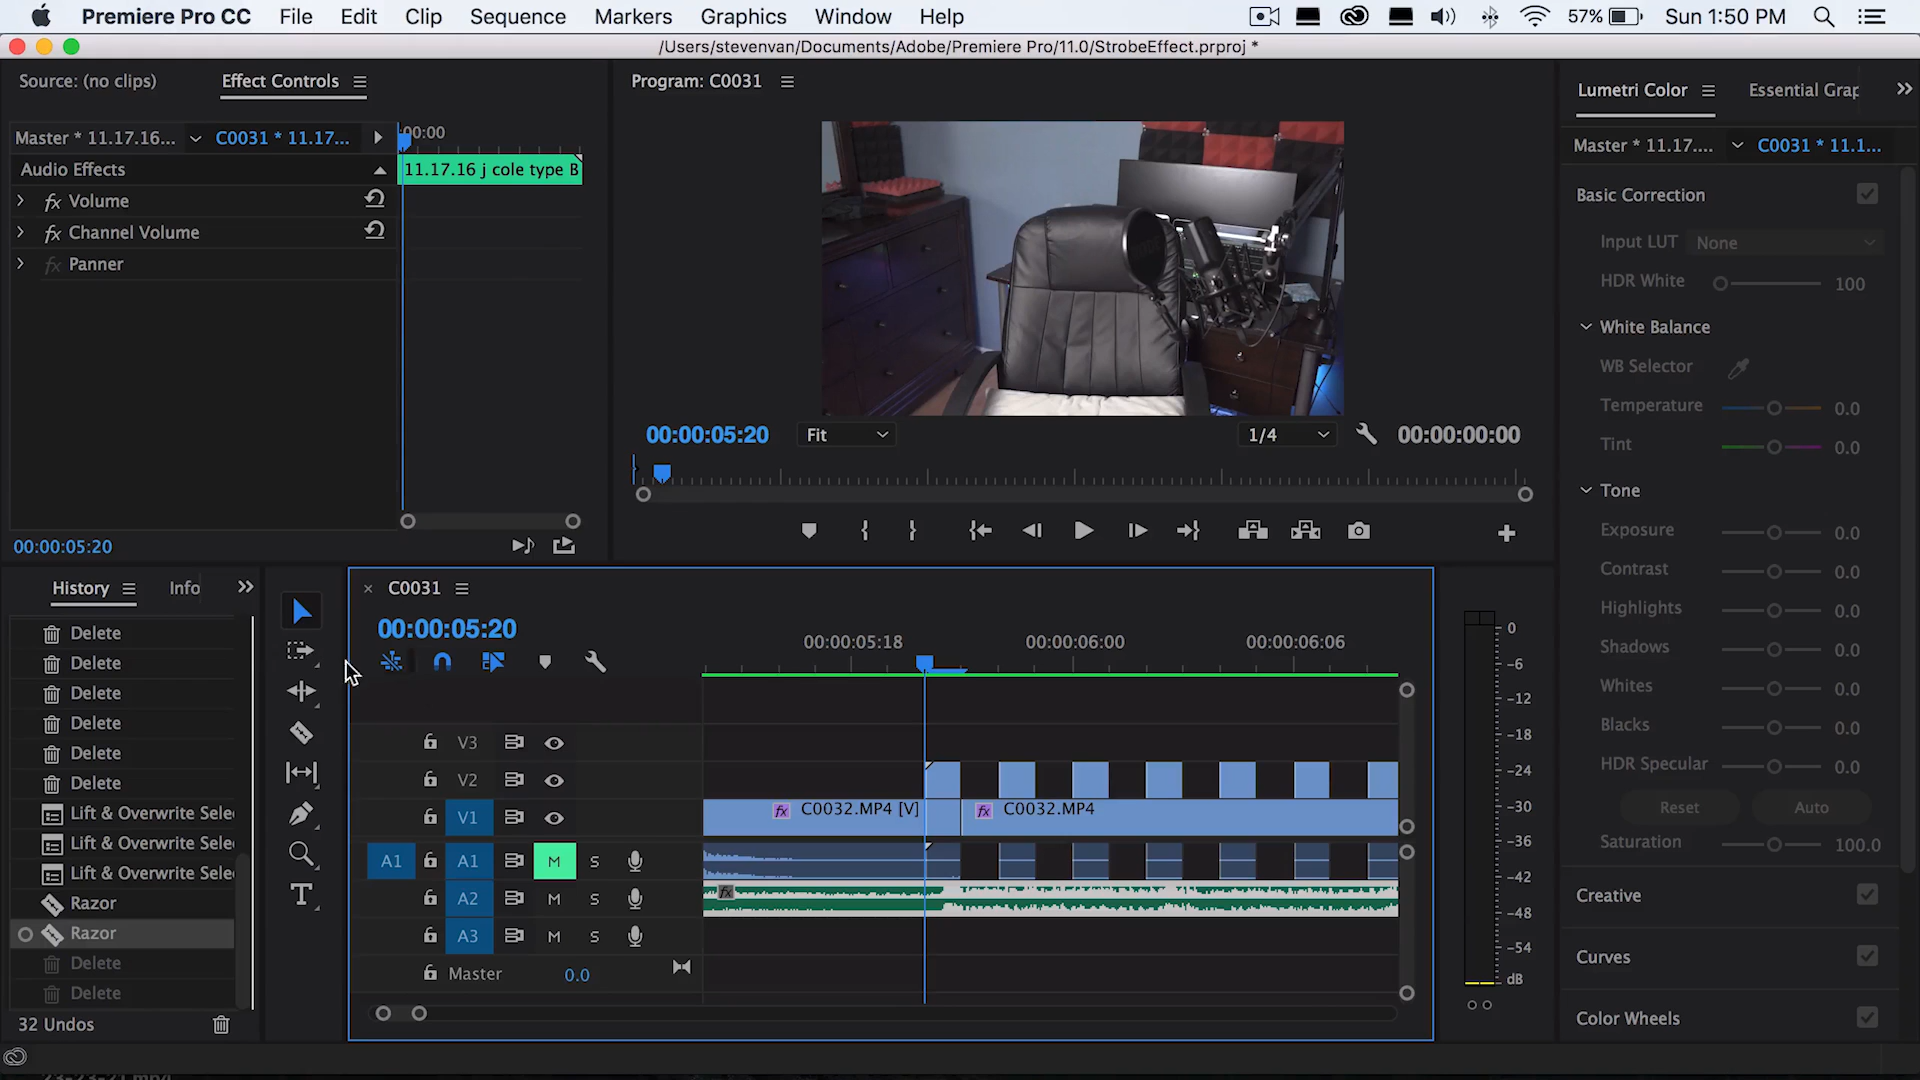 Premiere Pro CC File Edit Clip Sequence Markers Graphics Window Help 57% Sun 1:50 PM
/Users/stevenvan/Documents/Adobe/Premiere Pro/11.0/StrobeEffect.prproj *
Source: (no clips) Effect Controls
Master * 11.17.16... C0031 * 11.17...
:00:00
Audio Effects
11.17.16 j cole type B
fx Volume
fx Channel Volume
fx Panner
00:00:05:20
Program: C0031
00:00:05:20 Fit 1/4 00:00:00:00
Lumetri Color Essential Grap
Master * 11.17.... C0031 * 11.1...
Basic Correction
Input LUT None
HDR White 100
White Balance
WB Selector
Temperature 0.0
Tint 0.0
Tone
Exposure 0.0
Contrast 0.0
Highlights 0.0
Shadows 0.0
Whites 0.0
Blacks 0.0
HDR Specular 0.0
Reset Auto
Saturation 100.0
Creative
Curves
Color Wheels
History Info
Delete
Delete
Delete
Delete
Delete
Delete
Lift & Overwrite Sele
Lift & Overwrite Sele
Lift & Overwrite Sele
Razor
Razor
Delete
Delete
32 Undos
T
C0031
00:00:05:20
00:00:05:18 00:00:06:00 00:00:06:06
V3
V2
V1 fx C0032.MP4 [V] fx C0032.MP4
A1 A1 M S
A2 M S fx
A3 M S
Master 0.0
0
-6
-12
-18
-24
-30
-36
-42
-48
-54
dB